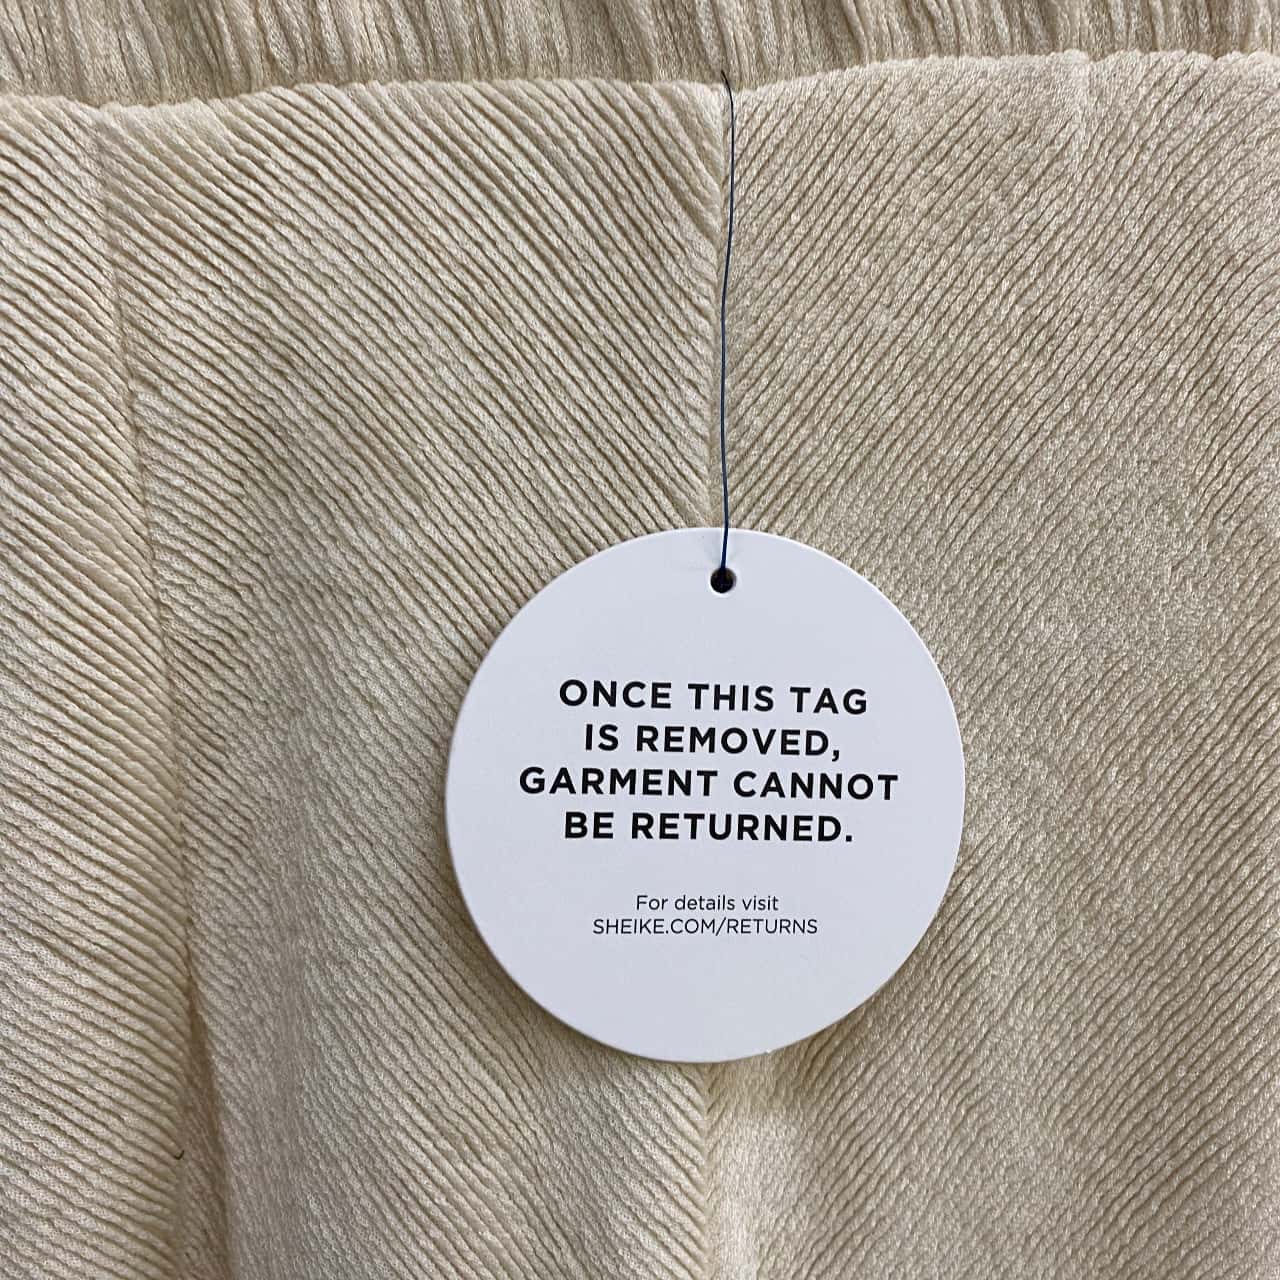 ONCE THIS TAG
IS REMOVED,
GARMENT CANNOT
BE RETURNED.
For details visit
SHEIKE.COM/RETURNS